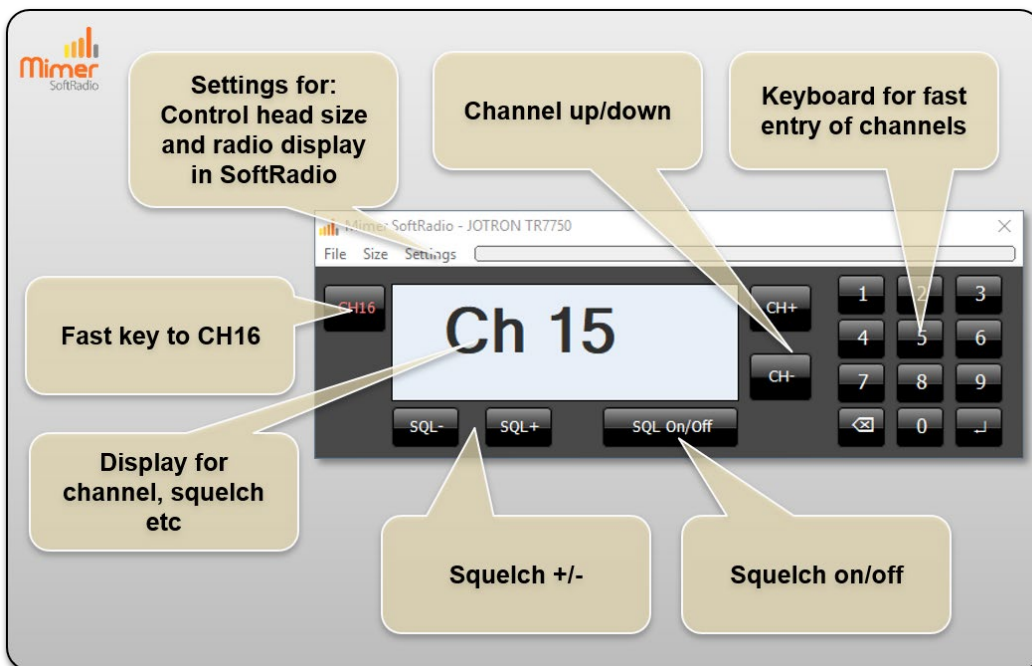 Mimer
SoftRadio
Settings for:
Control head size
and radio display
in SoftRadio
Channel up/down
Keyboard for fast
entry of channels
Mimer SoftRadio - JOTRON TR7750
File Size Settings
Fast key to CH16
CH16
Ch 15
CH+
CH-
1 2 3
4 5 6
7 8 9
0
SQL- SQL+ SQL On/Off
Display for
channel, squelch
etc
Squelch +/-
Squelch on/off